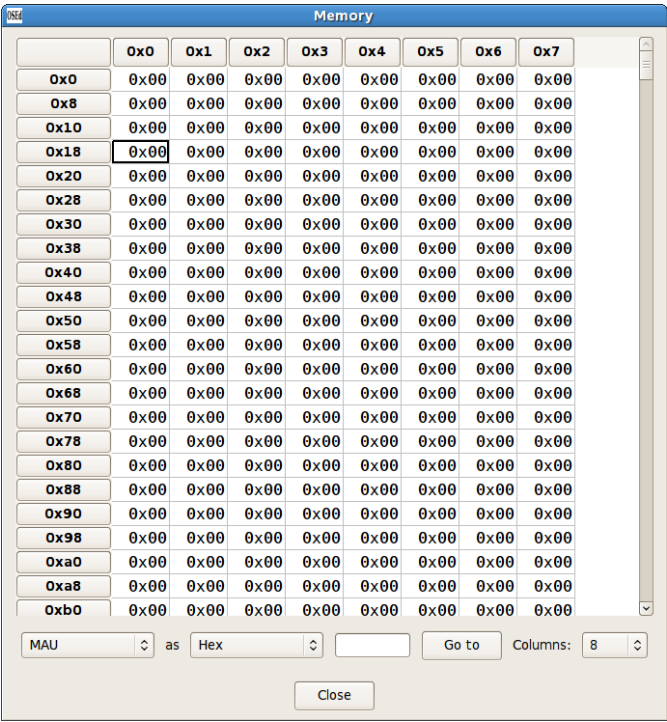 OSEd Memory
0x0 0x1 0x2 0x3 0x4 0x5 0x6 0x7
0x0 0x00 0x00 0x00 0x00 0x00 0x00 0x00 0x00
0x8 0x00 0x00 0x00 0x00 0x00 0x00 0x00 0x00
0x10 0x00 0x00 0x00 0x00 0x00 0x00 0x00 0x00
0x18 0x00 0x00 0x00 0x00 0x00 0x00 0x00 0x00
0x20 0x00 0x00 0x00 0x00 0x00 0x00 0x00 0x00
0x28 0x00 0x00 0x00 0x00 0x00 0x00 0x00 0x00
0x30 0x00 0x00 0x00 0x00 0x00 0x00 0x00 0x00
0x38 0x00 0x00 0x00 0x00 0x00 0x00 0x00 0x00
0x40 0x00 0x00 0x00 0x00 0x00 0x00 0x00 0x00
0x48 0x00 0x00 0x00 0x00 0x00 0x00 0x00 0x00
0x50 0x00 0x00 0x00 0x00 0x00 0x00 0x00 0x00
0x58 0x00 0x00 0x00 0x00 0x00 0x00 0x00 0x00
0x60 0x00 0x00 0x00 0x00 0x00 0x00 0x00 0x00
0x68 0x00 0x00 0x00 0x00 0x00 0x00 0x00 0x00
0x70 0x00 0x00 0x00 0x00 0x00 0x00 0x00 0x00
0x78 0x00 0x00 0x00 0x00 0x00 0x00 0x00 0x00
0x80 0x00 0x00 0x00 0x00 0x00 0x00 0x00 0x00
0x88 0x00 0x00 0x00 0x00 0x00 0x00 0x00 0x00
0x90 0x00 0x00 0x00 0x00 0x00 0x00 0x00 0x00
0x98 0x00 0x00 0x00 0x00 0x00 0x00 0x00 0x00
0xa0 0x00 0x00 0x00 0x00 0x00 0x00 0x00 0x00
0xa8 0x00 0x00 0x00 0x00 0x00 0x00 0x00 0x00
0xb0 0x00 0x00 0x00 0x00 0x00 0x00 0x00 0x00
MAU as Hex Go to Columns: 8
Close